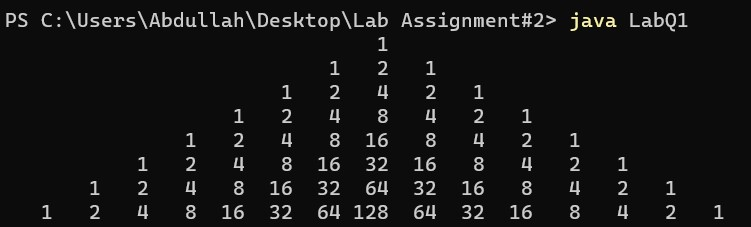 PS C:\Users\Abdullah\Desktop\Lab Assignment#2> java LabQ1
1
1 2 1
1 2 4 2 1
1 2 4 8 4 2 1
1 2 4 8 16 8 4 2 1
1 2 4 8 16 32 16 8 4 2 1
1 2 4 8 16 32 64 32 16 8 4 2 1
1 2 4 8 16 32 64 128 64 32 16 8 4 2 1